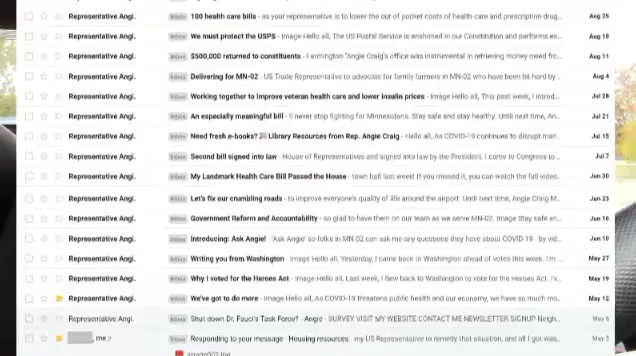 Representative Angi. Inbox 100 health care bills - as your representative is to lower the out of pocket costs of health care and prescription drug... Aug 25
Representative Angi. Inbox We must protect the USPS - Image Hello all, The US Postal Service is enshrined in our Constitution and performs es... Aug 18
Representative Angi. Inbox $500,000 returned to constituents - Farmington "Angie Craig's office was instrumental in retrieving money owed fro... Aug 11
Representative Angi. Inbox Delivering for MN-02 - US Trade Representative to advocate for family farmers in MN-02 who have been hit hard by... Aug 4
Representative Angi. Inbox Working together to improve veteran health care and lower insulin prices - Image Hello all, This past week, I introd... Jul 28
Representative Angi. Inbox An especially meaningful bill - I'll never stop fighting for Minnesotans. Stay safe and stay healthy. Until next time, An... Jul 21
Representative Angi. Inbox Need fresh e-books? Library Resources from Rep. Angie Craig - Hello all, As COVID-19 continues to disrupt man... Jul 15
Representative Angi. Inbox Second bill signed into law - House of Representatives and signed into law by the President. I came to Congress to... Jul 7
Representative Angi. Inbox My Landmark Health Care Bill Passed the House - town hall last week! If you missed it, you can watch the full video. Jun 30
Representative Angi. Inbox Let's fix our crumbling roads - to improve everyone's quality of life around the airport. Until next time, Angie Craig M... Jun 23
Representative Angi. Inbox Government Reform and Accountability - so glad to have them on our team as we serve MN-02. Image Stay safe an... Jun 16
Representative Angi. Inbox Introducing: Ask Angie! - 'Ask Angie' so folks in MN-02 can ask me any questions they have about COVID-19 - by vid... Jun 10
Representative Angi. Inbox Writing you from Washington - Image Hello all, Yesterday, I came back to Washington ahead of votes this week. I'm... May 27
Representative Angi. Inbox Why I voted for the Heroes Act - Image Hello all, Last week, I flew back to Washington to vote for the Heroes Act. I'v... May 19
Representative Angi. Inbox We've got to do more - Image Hello all, As COVID-19 threatens public health and our economy, we have so much mo... May 12
Representative Angi. Inbox Shut down Dr. Fauci's Task Force? - Angie - SURVEY VISIT MY WEBSITE CONTACT ME NEWSLETTER SIGNUP Neigh...
, me Inbox Responding to your message - Housing resources - my US Representative to remedy that situation, and all I got was... May 5
image002.jpg